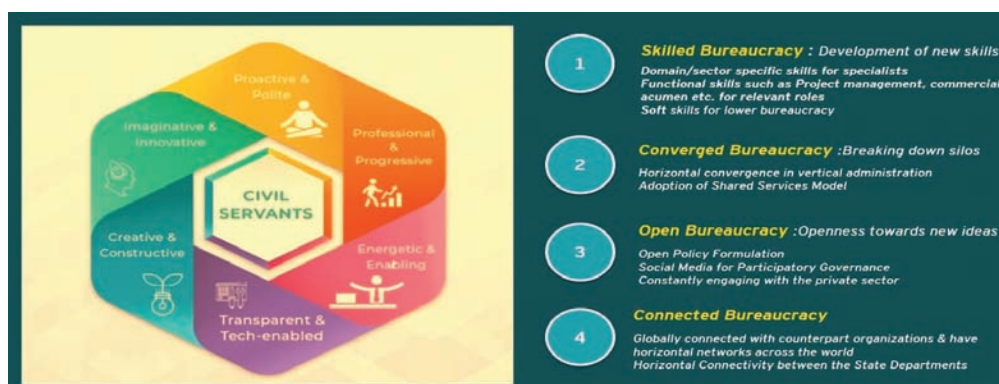 Proactive &
Polite
Imaginative &
Innovative
Professional
&
Progressive
CIVIL
SERVANTS
Creative &
Constructive
Energetic &
Enabling
Transparent &
Tech-enabled
1
Skilled Bureaucracy : Development of new skills
Domain/sector specific skills for specialists
Functional skills such as Project management, commercial
acumen etc. for relevant roles
Soft skills for lower bureaucracy
2
Converged Bureaucracy :Breaking down silos
Horizontal convergence in vertical administration
Adoption of Shared Services Model
3
Open Bureaucracy :Openness towards new ideas
Open Policy Formulation
Social Media for Participatory Governance
Constantly engaging with the private sector
4
Connected Bureaucracy
Globally connected with counterpart organizations & have
horizontal networks across the world
Horizontal Connectivity between the State Departments